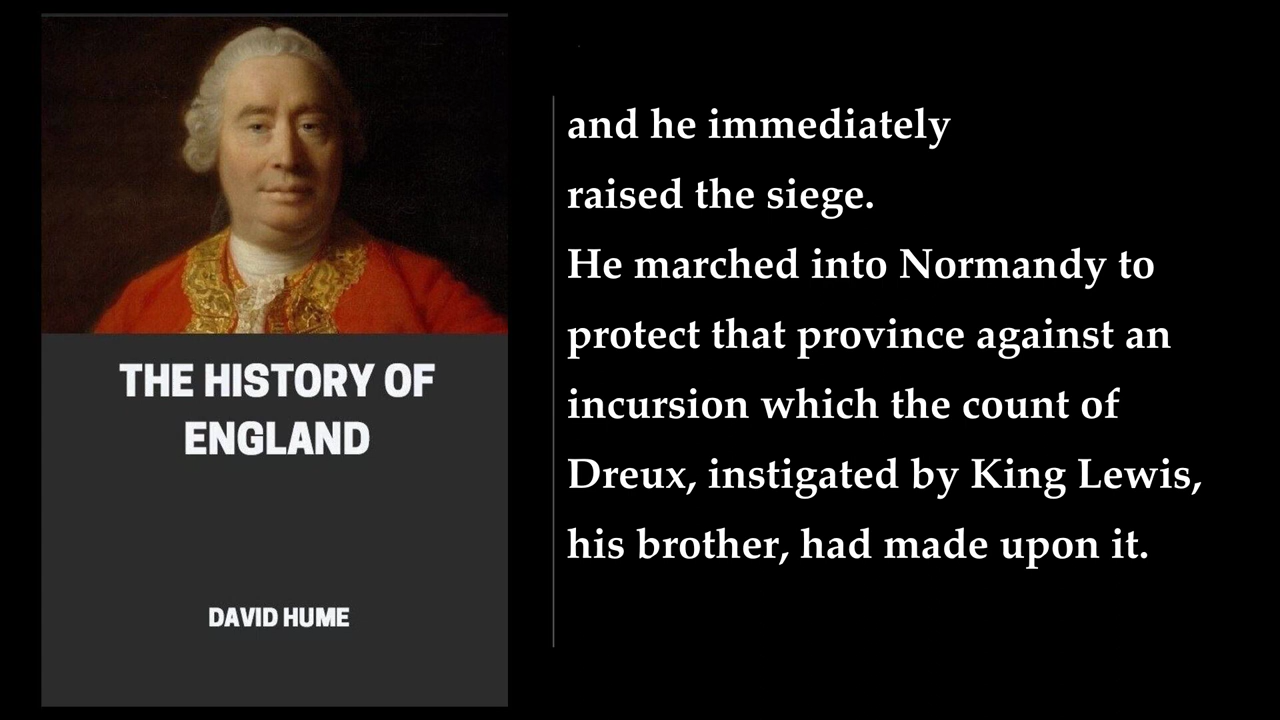 THE HISTORY OF
ENGLAND
DAVID HUME
and he immediately
raised the siege.
He marched into Normandy to
protect that province against an
incursion which the count of
Dreux, instigated by King Lewis,
his brother, had made upon it.